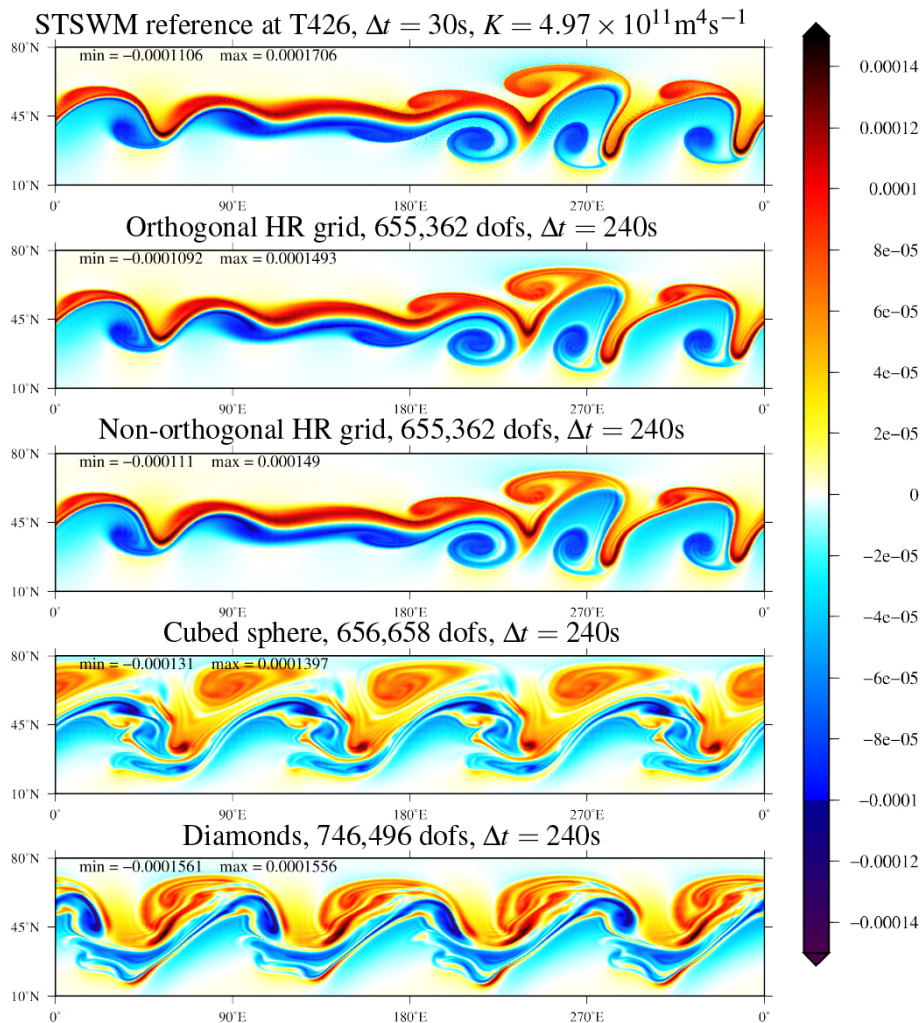 STSWM reference at T426, Δt = 30s, K = 4.97 × 10¹¹m⁴s⁻¹
min = −0.0001106 max = 0.0001706
80°N
45°N
10°N
0° 90°E 180°E 270°E 0°
Orthogonal HR grid, 655,362 dofs, Δt = 240s
min = −0.0001092 max = 0.0001493
80°N
45°N
10°N
0° 90°E 180°E 270°E 0°
Non-orthogonal HR grid, 655,362 dofs, Δt = 240s
min = −0.000111 max = 0.000149
80°N
45°N
10°N
0° 90°E 180°E 270°E 0°
Cubed sphere, 656,658 dofs, Δt = 240s
min = −0.000131 max = 0.0001397
80°N
45°N
10°N
0° 90°E 180°E 270°E 0°
Diamonds, 746,496 dofs, Δt = 240s
min = −0.0001561 max = 0.0001556
80°N
45°N
10°N
0° 90°E 180°E 270°E 0°
0.00014
0.00012
0.0001
8e−05
6e−05
4e−05
2e−05
0
−2e−05
−4e−05
−6e−05
−8e−05
−0.0001
−0.00012
−0.00014